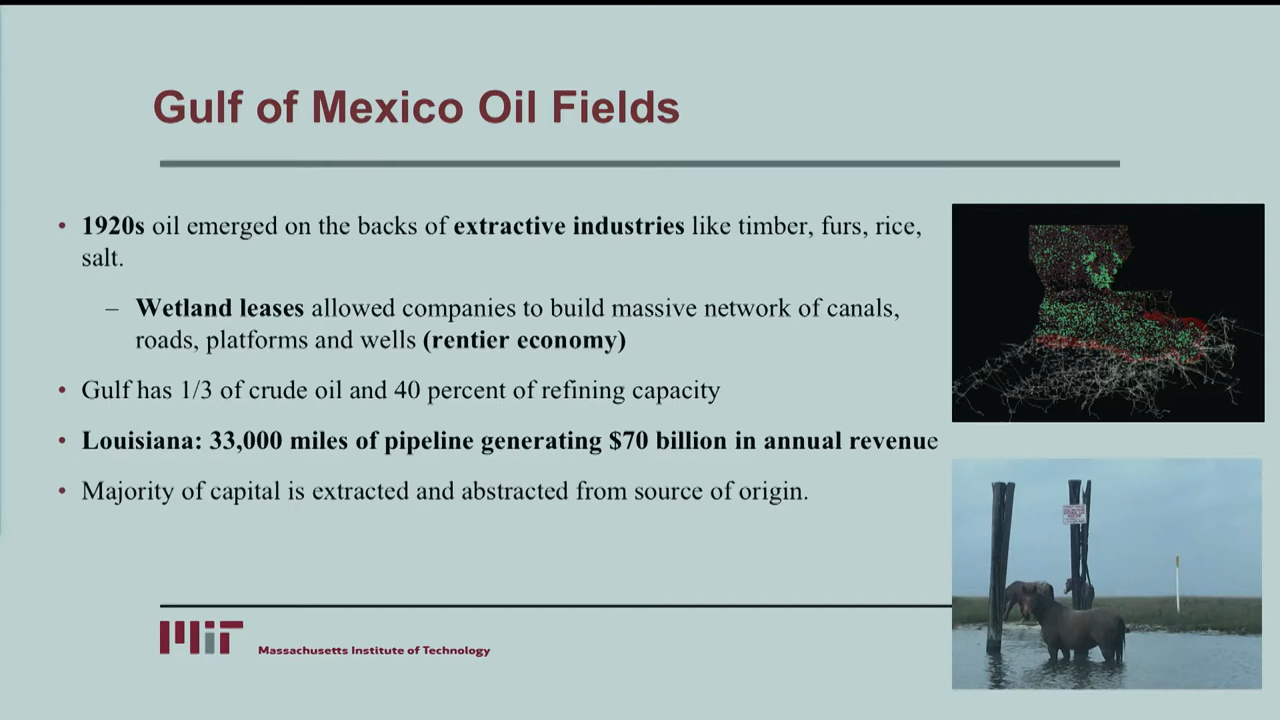 Gulf of Mexico Oil Fields
• 1920s oil emerged on the backs of extractive industries like timber, furs, rice,
salt.
– Wetland leases allowed companies to build massive network of canals,
roads, platforms and wells (rentier economy)
• Gulf has 1/3 of crude oil and 40 percent of refining capacity
• Louisiana: 33,000 miles of pipeline generating $70 billion in annual revenue
• Majority of capital is extracted and abstracted from source of origin.
MIT
Massachusetts Institute of Technology